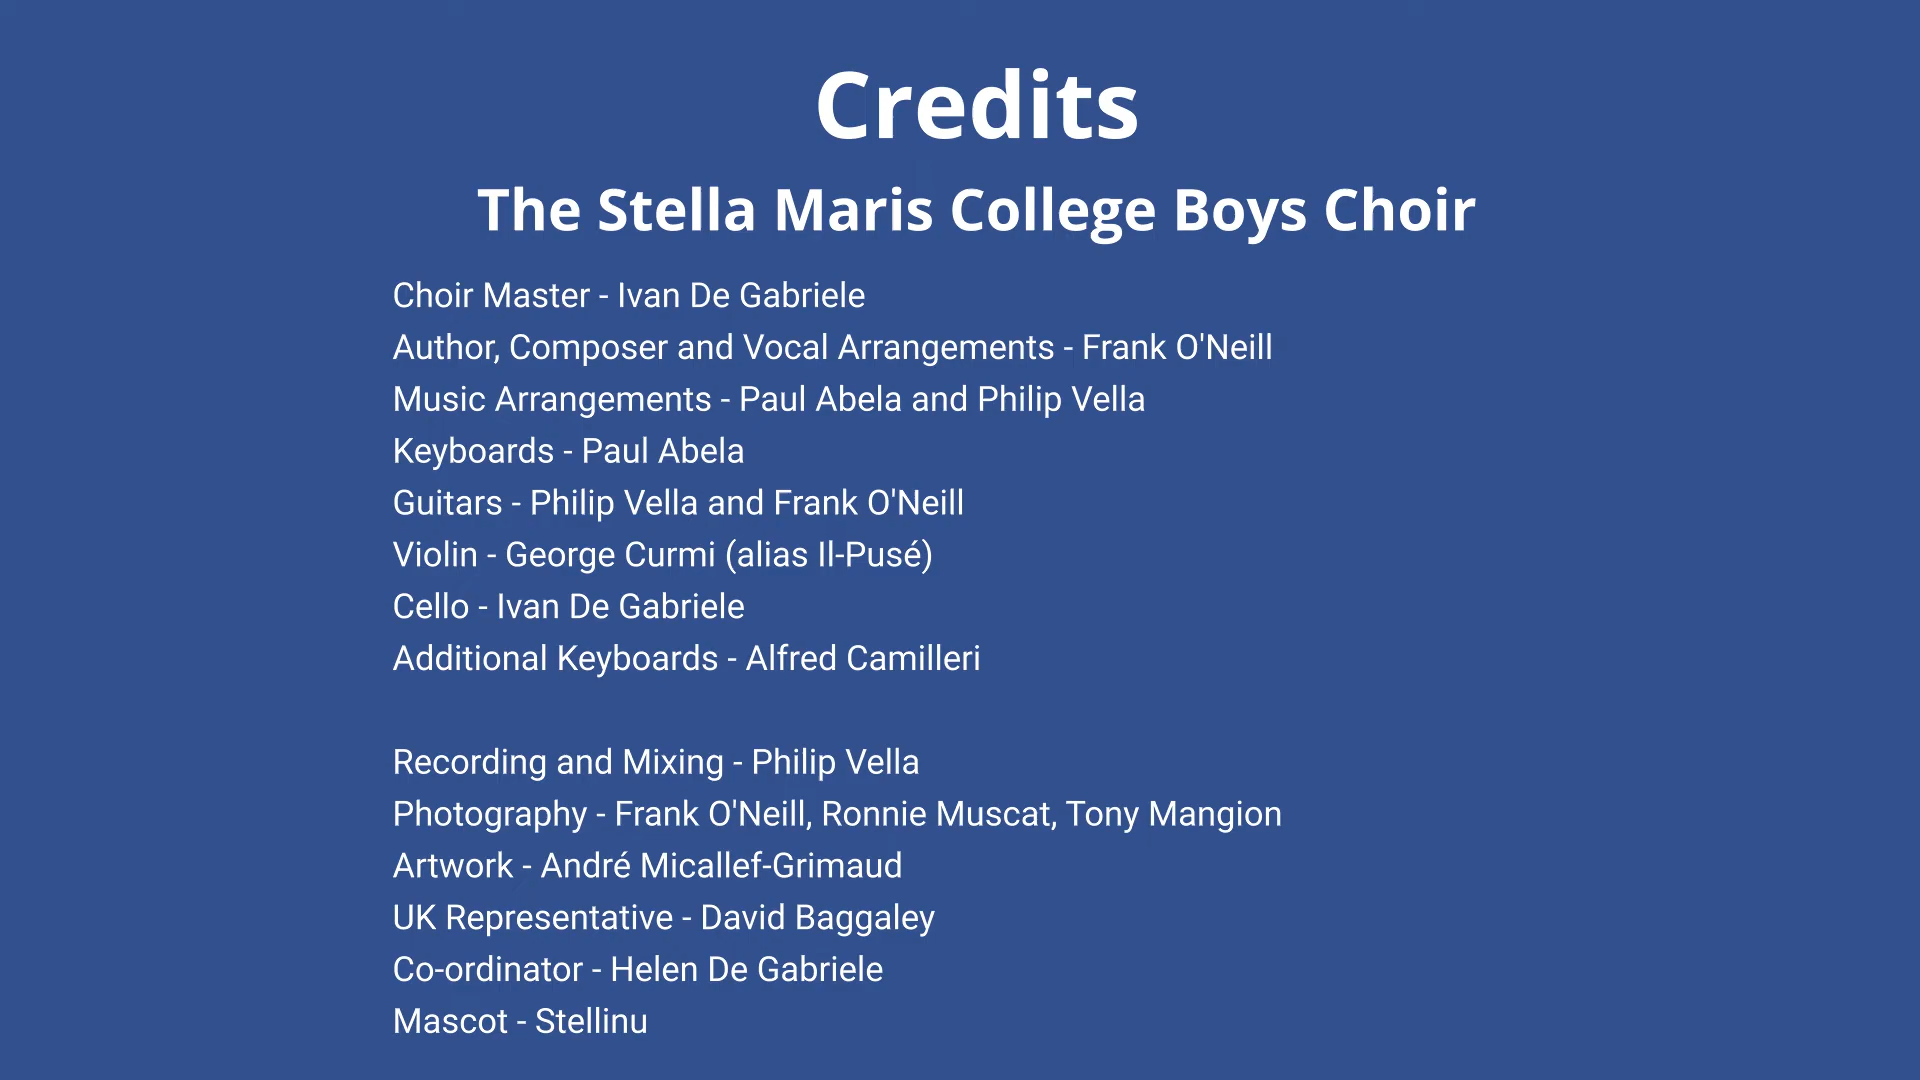 Credits
The Stella Maris College Boys Choir
Choir Master - Ivan De Gabriele
Author, Composer and Vocal Arrangements - Frank O'Neill
Music Arrangements - Paul Abela and Philip Vella
Keyboards - Paul Abela
Guitars - Philip Vella and Frank O'Neill
Violin - George Curmi (alias Il-Pusé)
Cello - Ivan De Gabriele
Additional Keyboards - Alfred Camilleri
Recording and Mixing - Philip Vella
Photography - Frank O'Neill, Ronnie Muscat, Tony Mangion
Artwork - André Micallef-Grimaud
UK Representative - David Baggaley
Co-ordinator - Helen De Gabriele
Mascot - Stellinu